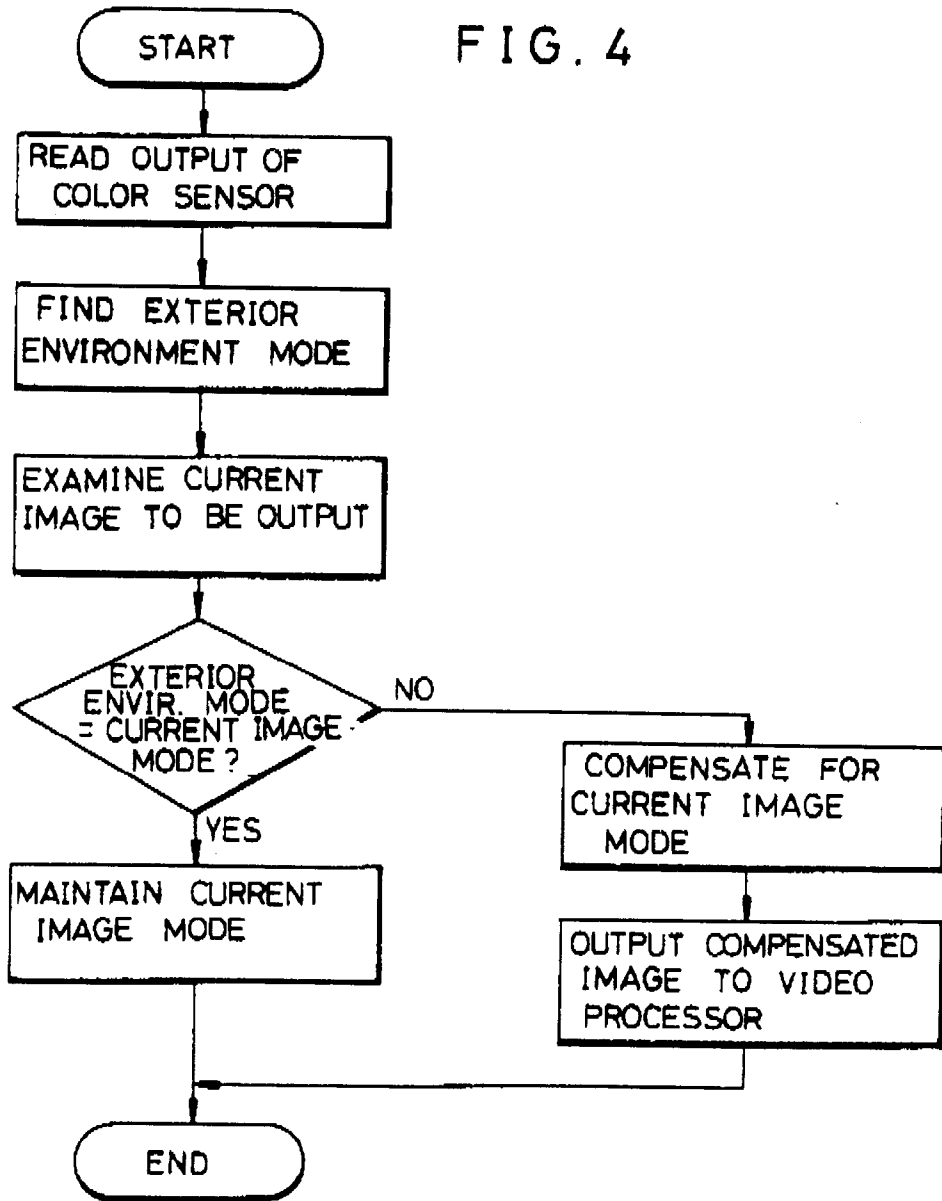 FIG. 4
START
READ OUTPUT OF
COLOR SENSOR
FIND EXTERIOR
ENVIRONMENT MODE
EXAMINE CURRENT
IMAGE TO BE OUTPUT
EXTERIOR
ENVIR. MODE
= CURRENT IMAGE
MODE?
NO
YES
MAINTAIN CURRENT
IMAGE MODE
COMPENSATE FOR
CURRENT IMAGE
MODE
OUTPUT COMPENSATED
IMAGE TO VIDEO
PROCESSOR
END